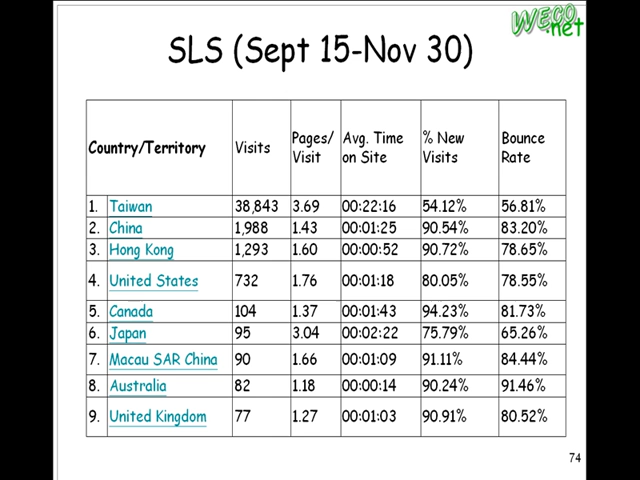 WECO
.net
SLS (Sept 15-Nov 30)
Country/Territory Visits Pages/ Visit Avg. Time on Site % New Visits Bounce Rate
1. Taiwan 38,843 3.69 00:22:16 54.12% 56.81%
2. China 1,988 1.43 00:01:25 90.54% 83.20%
3. Hong Kong 1,293 1.60 00:00:52 90.72% 78.65%
4. United States 732 1.76 00:01:18 80.05% 78.55%
5. Canada 104 1.37 00:01:43 94.23% 81.73%
6. Japan 95 3.04 00:02:22 75.79% 65.26%
7. Macau SAR China 90 1.66 00:01:09 91.11% 84.44%
8. Australia 82 1.18 00:00:14 90.24% 91.46%
9. United Kingdom 77 1.27 00:01:03 90.91% 80.52%
74